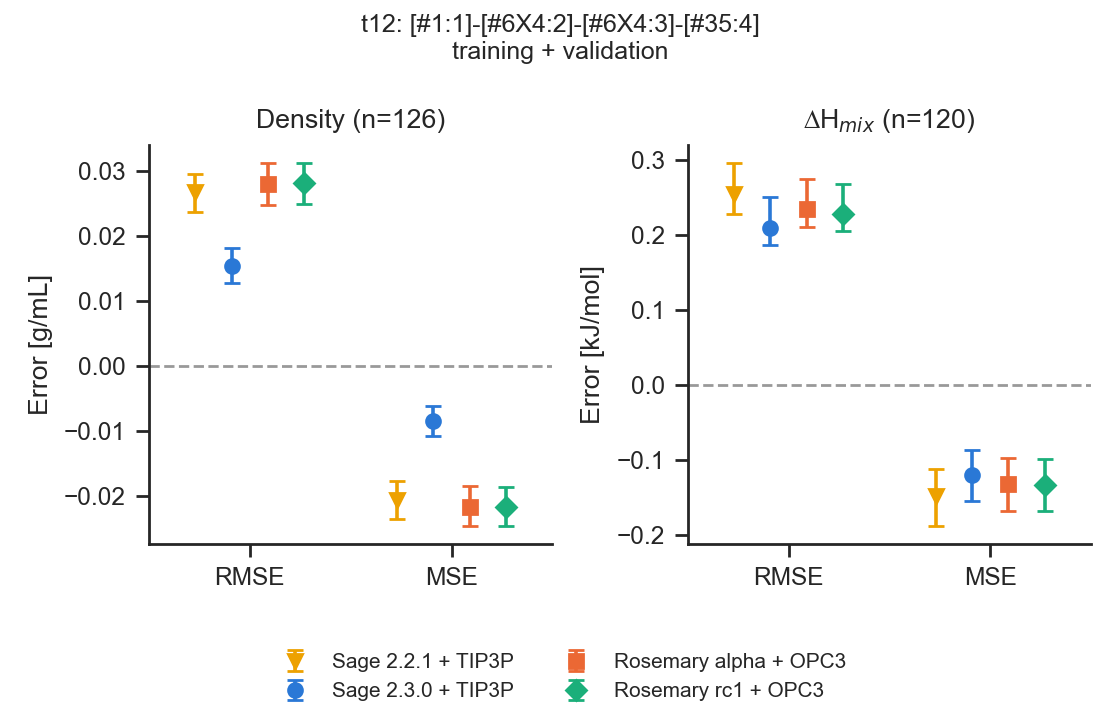 t12: [#1:1]-[#6X4:2]-[#6X4:3]-[#35:4]
training + validation
Density (n=126)
ΔHmix (n=120)
Error [g/mL]
0.03
0.02
0.01
0.00
−0.01
−0.02
RMSE
MSE
Error [kJ/mol]
0.3
0.2
0.1
0.0
−0.1
−0.2
RMSE
MSE
Sage 2.2.1 + TIP3P
Sage 2.3.0 + TIP3P
Rosemary alpha + OPC3
Rosemary rc1 + OPC3